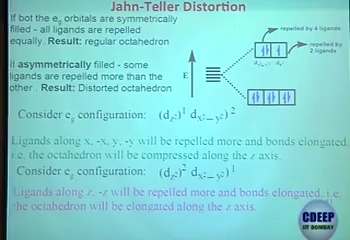 Jahn-Teller Distortion
If bot the eg orbitals are symmetrically
filled - all ligands are repelled
equally. Result: regular octahedron
If asymmetrically filled - some
ligands are repelled more than the
other . Result: Distorted octahedron
repelled by 4 ligands
repelled by
2 ligands
E
Consider eg configuration: (dz²)¹ dx²–y²)²
Ligands along x, -x, y, -y will be repelled more and bonds elongated.
i.e. the octahedron will be compressed along the z axis.
Consider eg configuration: (dz²)² dx²–y²)¹
Ligands along z, -z will be repelled more and bonds elongated, i.e.
the octahedron will be elongated along the z axis.
CDEEP
IIT BOMBAY